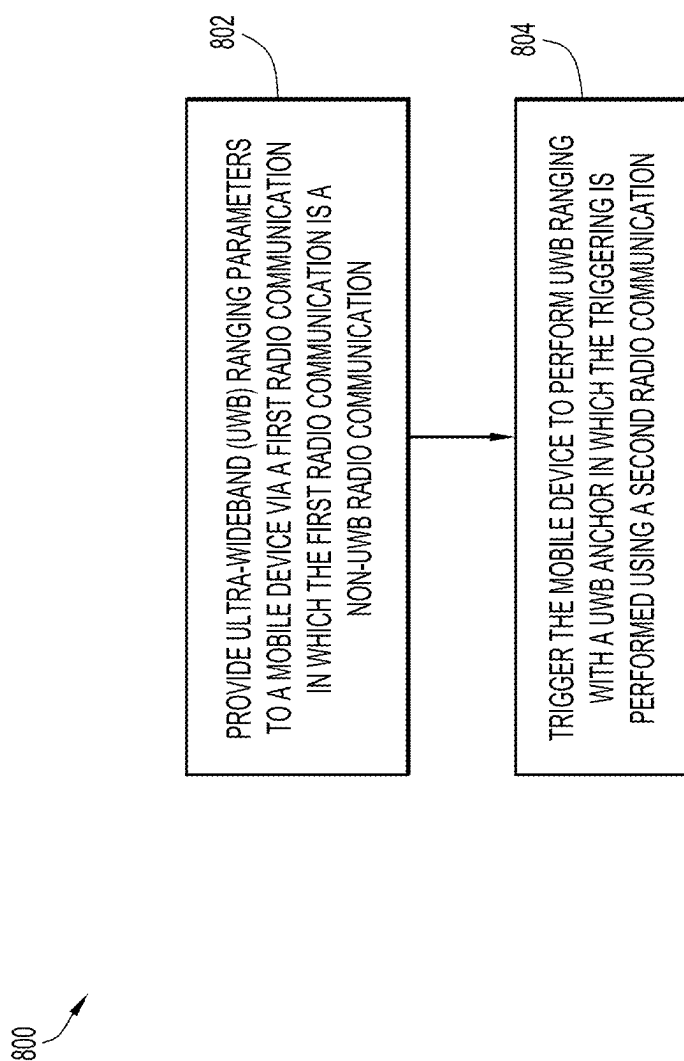 800
802
PROVIDE ULTRA-WIDEBAND (UWB) RANGING PARAMETERS
TO A MOBILE DEVICE VIA A FIRST RADIO COMMUNICATION
IN WHICH THE FIRST RADIO COMMUNICATION IS A
NON-UWB RADIO COMMUNICATION
804
TRIGGER THE MOBILE DEVICE TO PERFORM UWB RANGING
WITH A UWB ANCHOR IN WHICH THE TRIGGERING IS
PERFORMED USING A SECOND RADIO COMMUNICATION